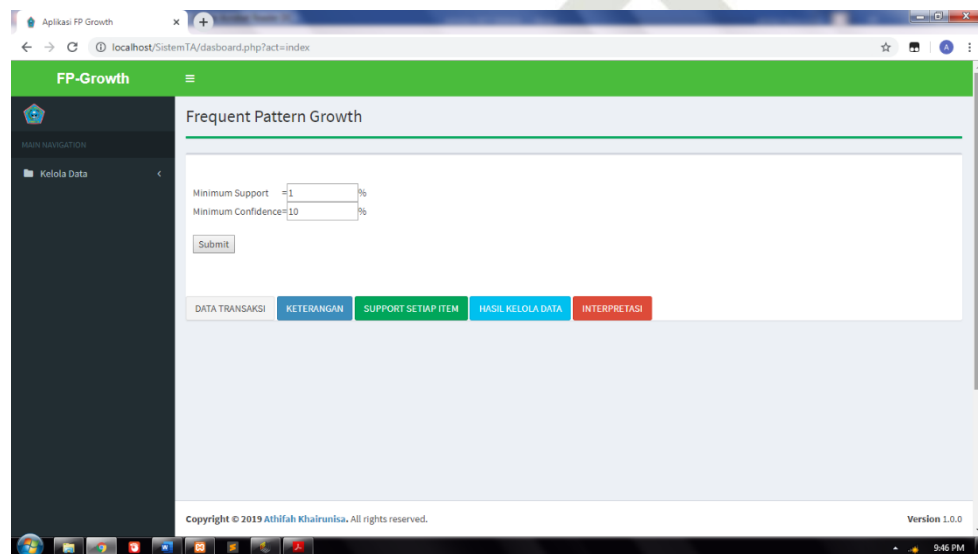 Aplikasi FP Growth
localhost/SistemTA/dasboard.php?act=index
A
FP-Growth
Frequent Pattern Growth
MAIN NAVIGATION
Kelola Data
Minimum Support =1 %
Minimum Confidence=10 %
Submit
DATA TRANSAKSI KETERANGAN SUPPORT SETIAP ITEM HASIL KELOLA DATA INTERPRETASI
Copyright © 2019 Athifah Khairunisa. All rights reserved. Version 1.0.0
9:46 PM